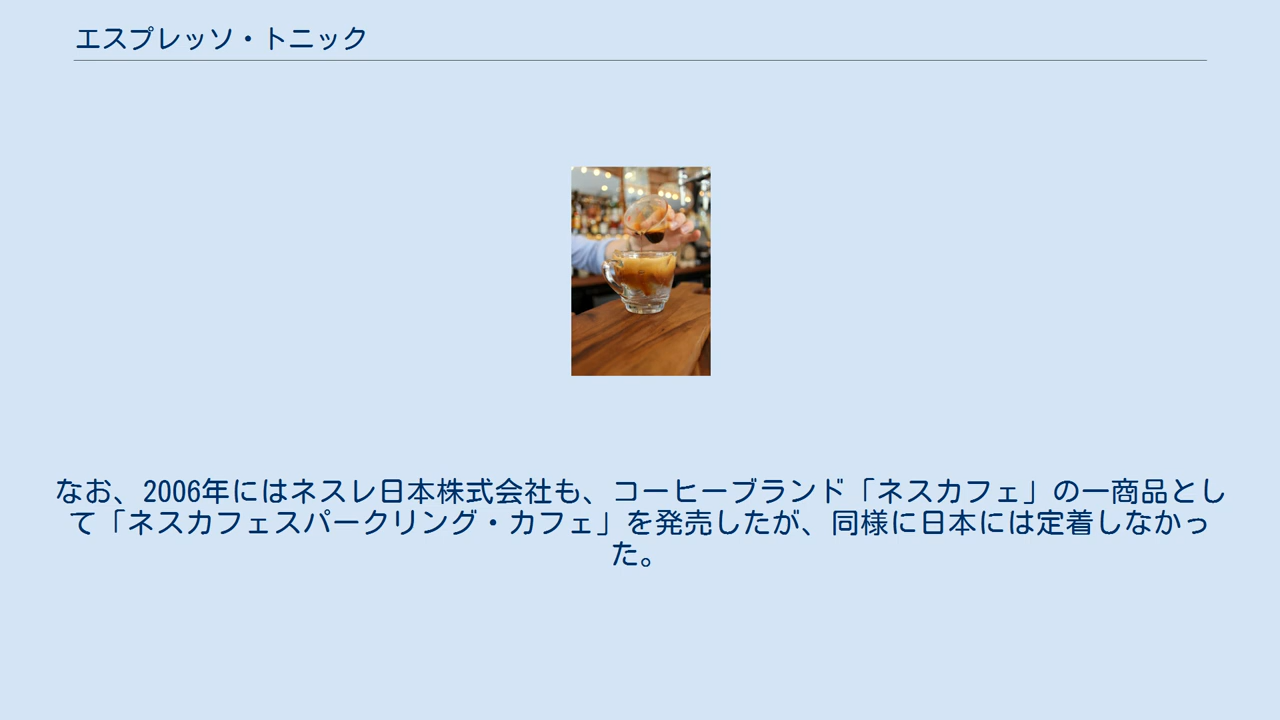 エスプレッソ・トニック
なお、2006年にはネスレ日本株式会社も、コーヒーブランド「ネスカフェ」の一商品とし
て「ネスカフェスパークリング・カフェ」を発売したが、同様に日本には定着しなかっ
た。